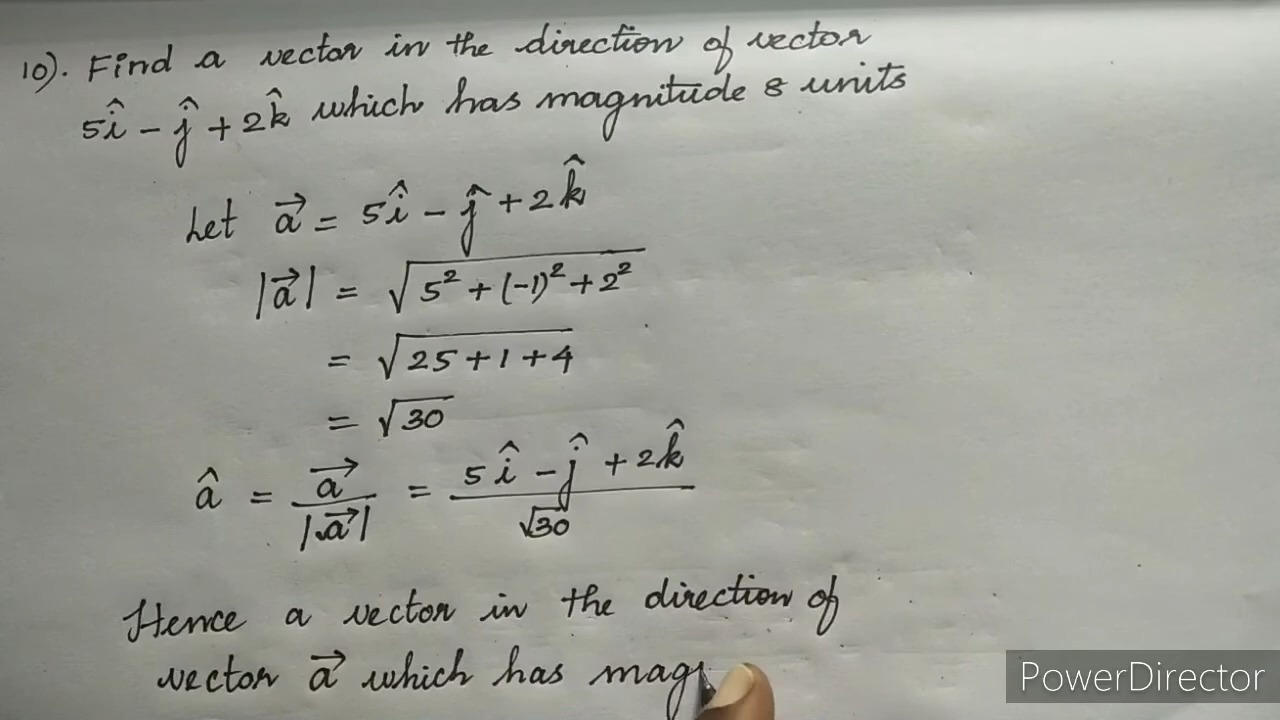 10). Find a vector in the direction of vector
5î - ĵ + 2k̂ which has magnitude 8 units
Let a⃗ = 5î - ĵ + 2k̂
|a⃗| = √5² + (-1)² + 2²
= √25 + 1 + 4
= √30
â = a⃗ / |a⃗| = 5î - ĵ + 2k̂ / √30
Hence a vector in the direction of
vector a⃗ which has mag
PowerDirector